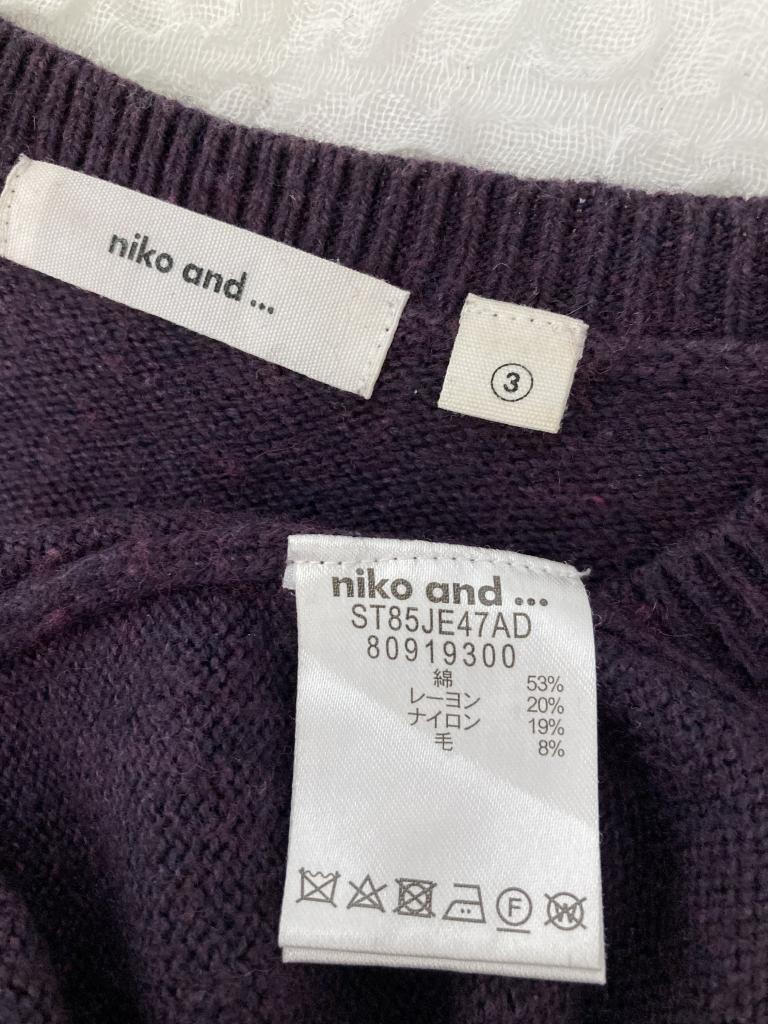 niko and ...
③
niko and ...
ST85JE47AD
80919300
綿 53%
レーヨン 20%
ナイロン 19%
毛 8%
F W